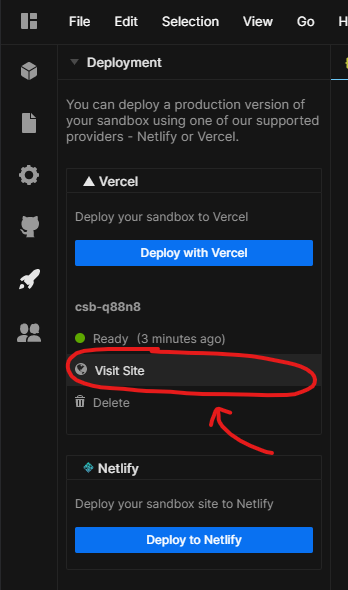 File Edit Selection View Go H
Deployment
You can deploy a production version of
your sandbox using one of our supported
providers - Netlify or Vercel.
Vercel
Deploy your sandbox to Vercel
Deploy with Vercel
csb-q88n8
Ready (3 minutes ago)
Visit Site
Delete
Netlify
Deploy your sandbox site to Netlify
Deploy to Netlify